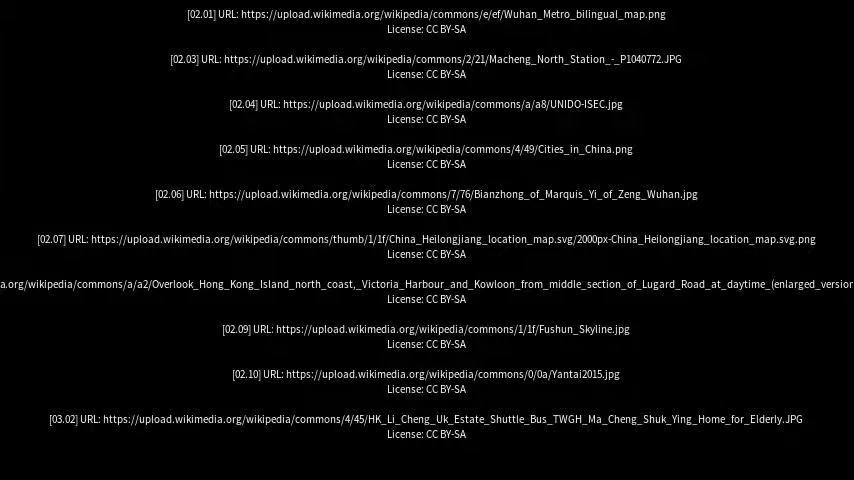 [02.01] URL: https://upload.wikimedia.org/wikipedia/commons/e/ef/Wuhan_Metro_bilingual_map.png
License: CC BY-SA
[02.03] URL: https://upload.wikimedia.org/wikipedia/commons/2/21/Macheng_North_Station_-_P1040772.JPG
License: CC BY-SA
[02.04] URL: https://upload.wikimedia.org/wikipedia/commons/a/a8/UNIDO-ISEC.jpg
License: CC BY-SA
[02.05] URL: https://upload.wikimedia.org/wikipedia/commons/4/49/Cities_in_China.png
License: CC BY-SA
[02.06] URL: https://upload.wikimedia.org/wikipedia/commons/7/76/Bianzhong_of_Marquis_Yi_of_Zeng_Wuhan.jpg
License: CC BY-SA
[02.07] URL: https://upload.wikimedia.org/wikipedia/commons/thumb/1/1f/China_Heilongjiang_location_map.svg/2000px-China_Heilongjiang_location_map.svg.png
License: CC BY-SA
a.org/wikipedia/commons/a/a2/Overlook_Hong_Kong_Island_north_coast,_Victoria_Harbour_and_Kowloon_from_middle_section_of_Lugard_Road_at_daytime_(enlarged_version
License: CC BY-SA
[02.09] URL: https://upload.wikimedia.org/wikipedia/commons/1/1f/Fushun_Skyline.jpg
License: CC BY-SA
[02.10] URL: https://upload.wikimedia.org/wikipedia/commons/0/0a/Yantai2015.jpg
License: CC BY-SA
[03.02] URL: https://upload.wikimedia.org/wikipedia/commons/4/45/HK_Li_Cheng_Uk_Estate_Shuttle_Bus_TWGH_Ma_Cheng_Shuk_Ying_Home_for_Elderly.JPG
License: CC BY-SA